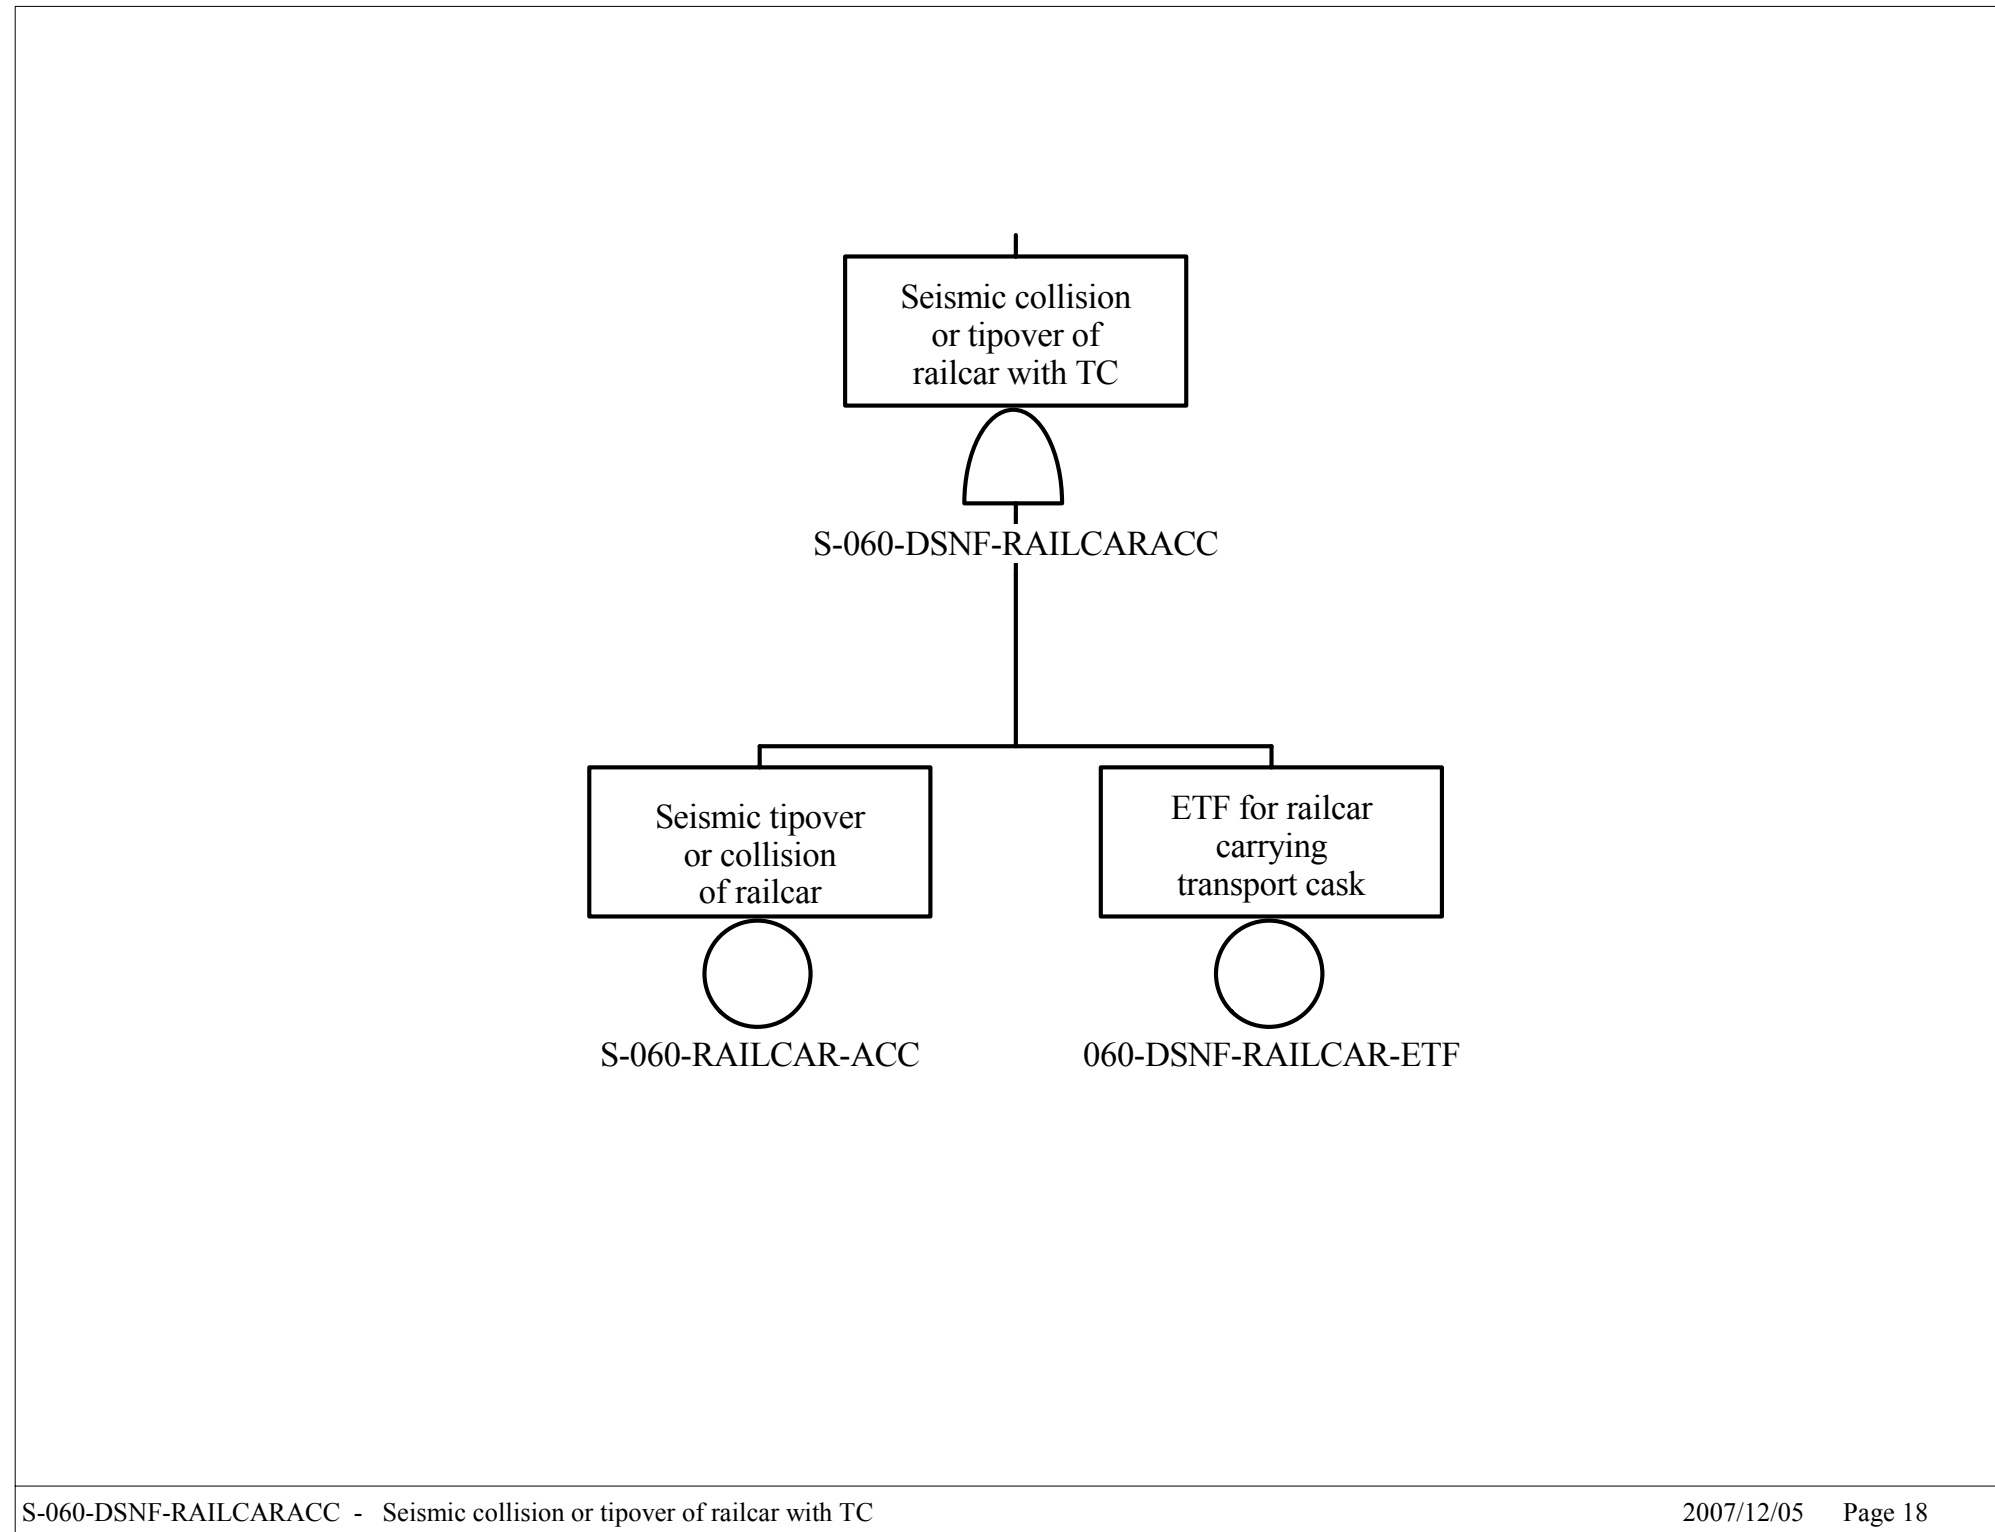 Seismic collision
or tipover of
railcar with TC
S-060-DSNF-RAILCARACC
Seismic tipover
or collision
of railcar
S-060-RAILCAR-ACC
ETF for railcar
carrying
transport cask
060-DSNF-RAILCAR-ETF
S-060-DSNF-RAILCARACC - Seismic collision or tipover of railcar with TC
2007/12/05 Page 18